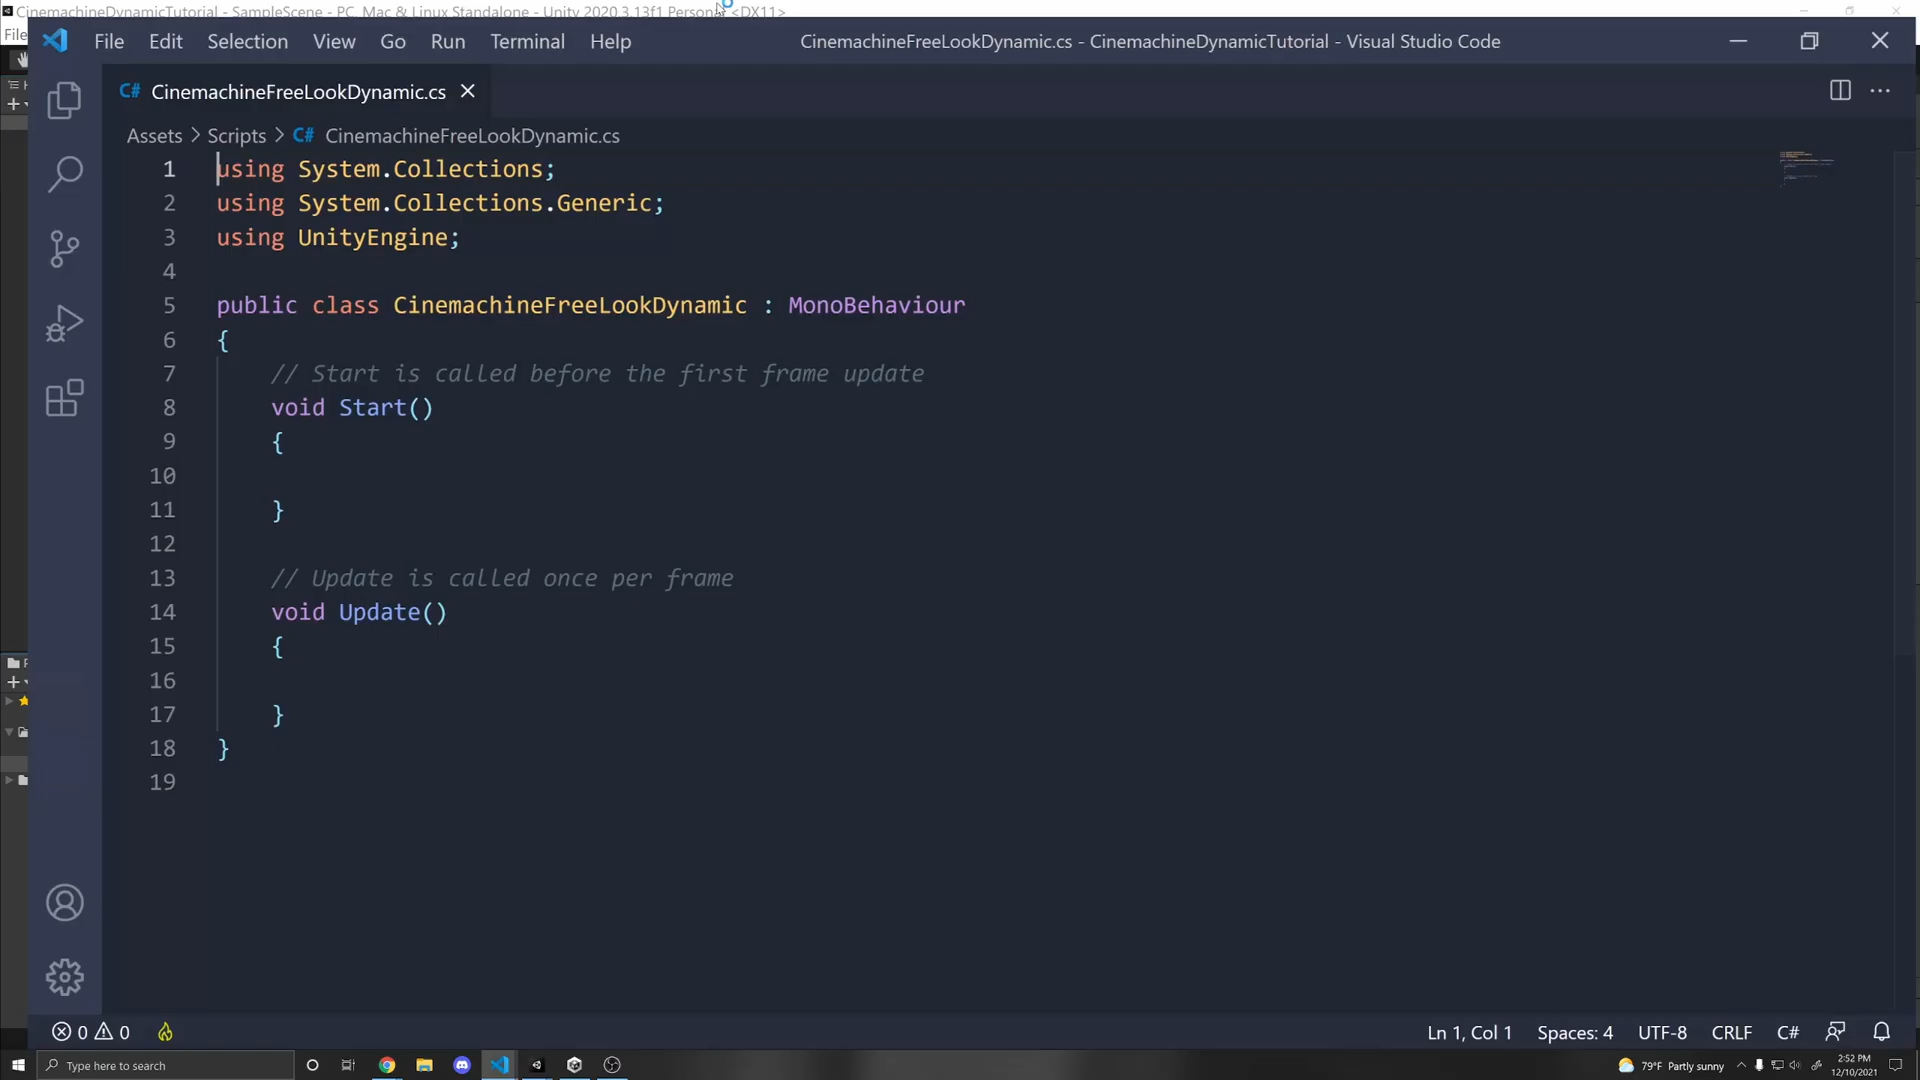 CinemachineDynamicTutorial - SampleScene - PC, Mac & Linux Standalone - Unity 2020.3.13f1 Personal <DX11>
File
File Edit Selection View Go Run Terminal Help
CinemachineFreeLookDynamic.cs - CinemachineDynamicTutorial - Visual Studio Code
C# CinemachineFreeLookDynamic.cs
Assets > Scripts > C# CinemachineFreeLookDynamic.cs
1 using System.Collections;
2 using System.Collections.Generic;
3 using UnityEngine;
4
5 public class CinemachineFreeLookDynamic : MonoBehaviour
6 {
7 // Start is called before the first frame update
8 void Start()
9 {
10
11 }
12
13 // Update is called once per frame
14 void Update()
15 {
16
17 }
18 }
19
0 0
Ln 1, Col 1 Spaces: 4 UTF-8 CRLF C#
Type here to search
79°F Partly sunny
2:52 PM
12/10/2021